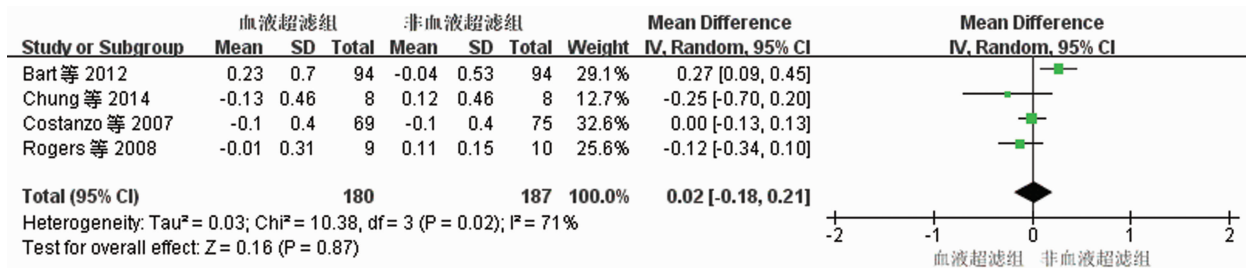 血液超滤组 非血液超滤组 Mean Difference Mean Difference
Study or Subgroup Mean SD Total Mean SD Total Weight IV, Random, 95% CI IV, Random, 95% CI
Bart 等 2012 0.23 0.7 94 -0.04 0.53 94 29.1% 0.27 [0.09, 0.45]
Chung 等 2014 -0.13 0.46 8 0.12 0.46 8 12.7% -0.25 [-0.70, 0.20]
Costanzo 等 2007 -0.1 0.4 69 -0.1 0.4 75 32.6% 0.00 [-0.13, 0.13]
Rogers 等 2008 -0.01 0.31 9 0.11 0.15 10 25.6% -0.12 [-0.34, 0.10]
Total (95% CI) 180 187 100.0% 0.02 [-0.18, 0.21]
Heterogeneity: Tau² = 0.03; Chi² = 10.38, df = 3 (P = 0.02); I² = 71%
Test for overall effect: Z = 0.16 (P = 0.87)
-2 -1 0 1 2
血液超滤组 非血液超滤组